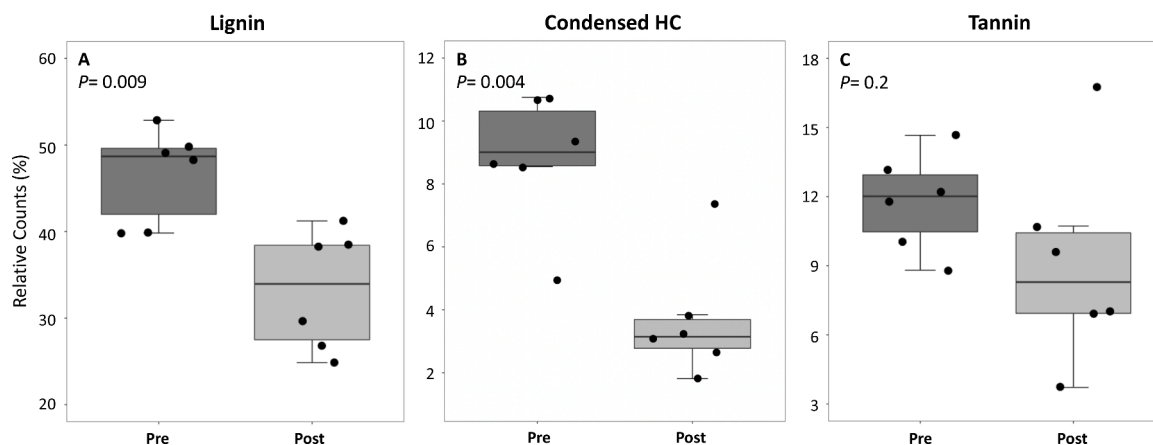 Lignin
Condensed HC
Tannin
Relative Counts (%)
A
P= 0.009
60
50
40
30
20
Pre
Post
B
P= 0.004
12
10
8
6
4
2
Pre
Post
C
P= 0.2
18
15
12
9
6
3
Pre
Post